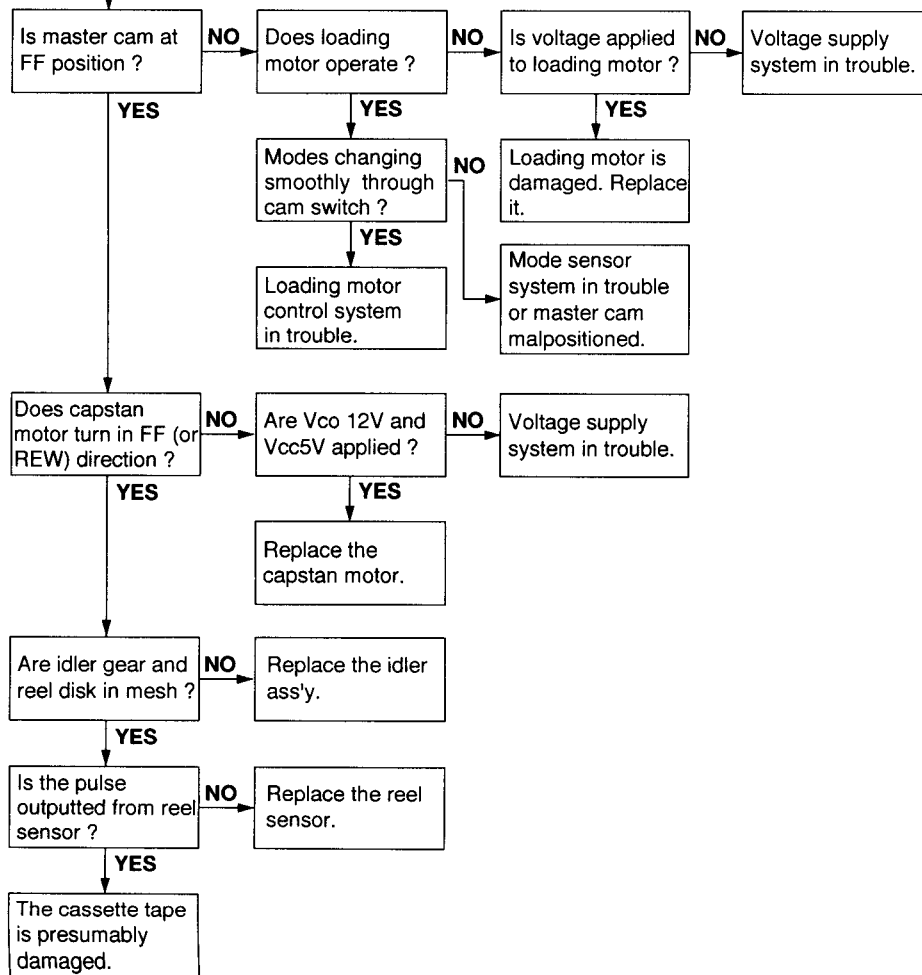 Is master cam at
FF position ?
NO
Does loading
motor operate ?
NO
Is voltage applied
to loading motor ?
NO
Voltage supply
system in trouble.
YES
YES
YES
Modes changing
smoothly through
cam switch ?
NO
Loading motor is
damaged. Replace
it.
YES
Loading motor
control system
in trouble.
Mode sensor
system in trouble
or master cam
malpositioned.
Does capstan
motor turn in FF (or
REW) direction ?
NO
Are Vco 12V and
Vcc5V applied ?
NO
Voltage supply
system in trouble.
YES
YES
Replace the
capstan motor.
Are idler gear and
reel disk in mesh ?
NO
Replace the idler
ass'y.
YES
Is the pulse
outputted from reel
sensor ?
NO
Replace the reel
sensor.
YES
The cassette tape
is presumably
damaged.